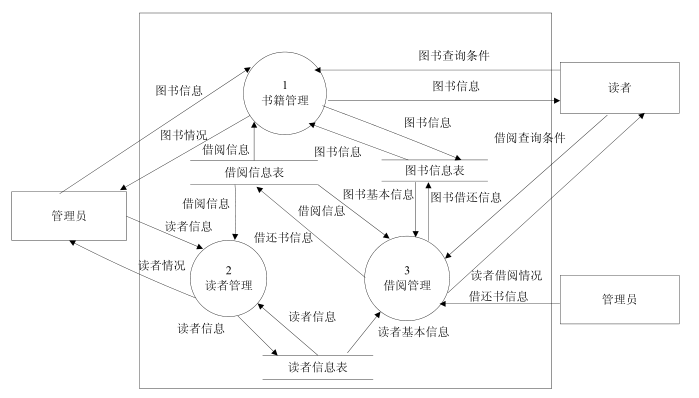 图书查询条件
1
书籍管理
图书信息
图书信息
读者
图书信息
图书情况
借阅信息
图书信息
借阅查询条件
借阅信息表
图书信息表
图书基本信息
图书借还信息
借阅信息
借阅信息
管理员
读者信息
借还书信息
读者情况
2
读者管理
3
借阅管理
读者借阅情况
借还书信息
管理员
读者信息
读者信息
读者基本信息
读者信息表